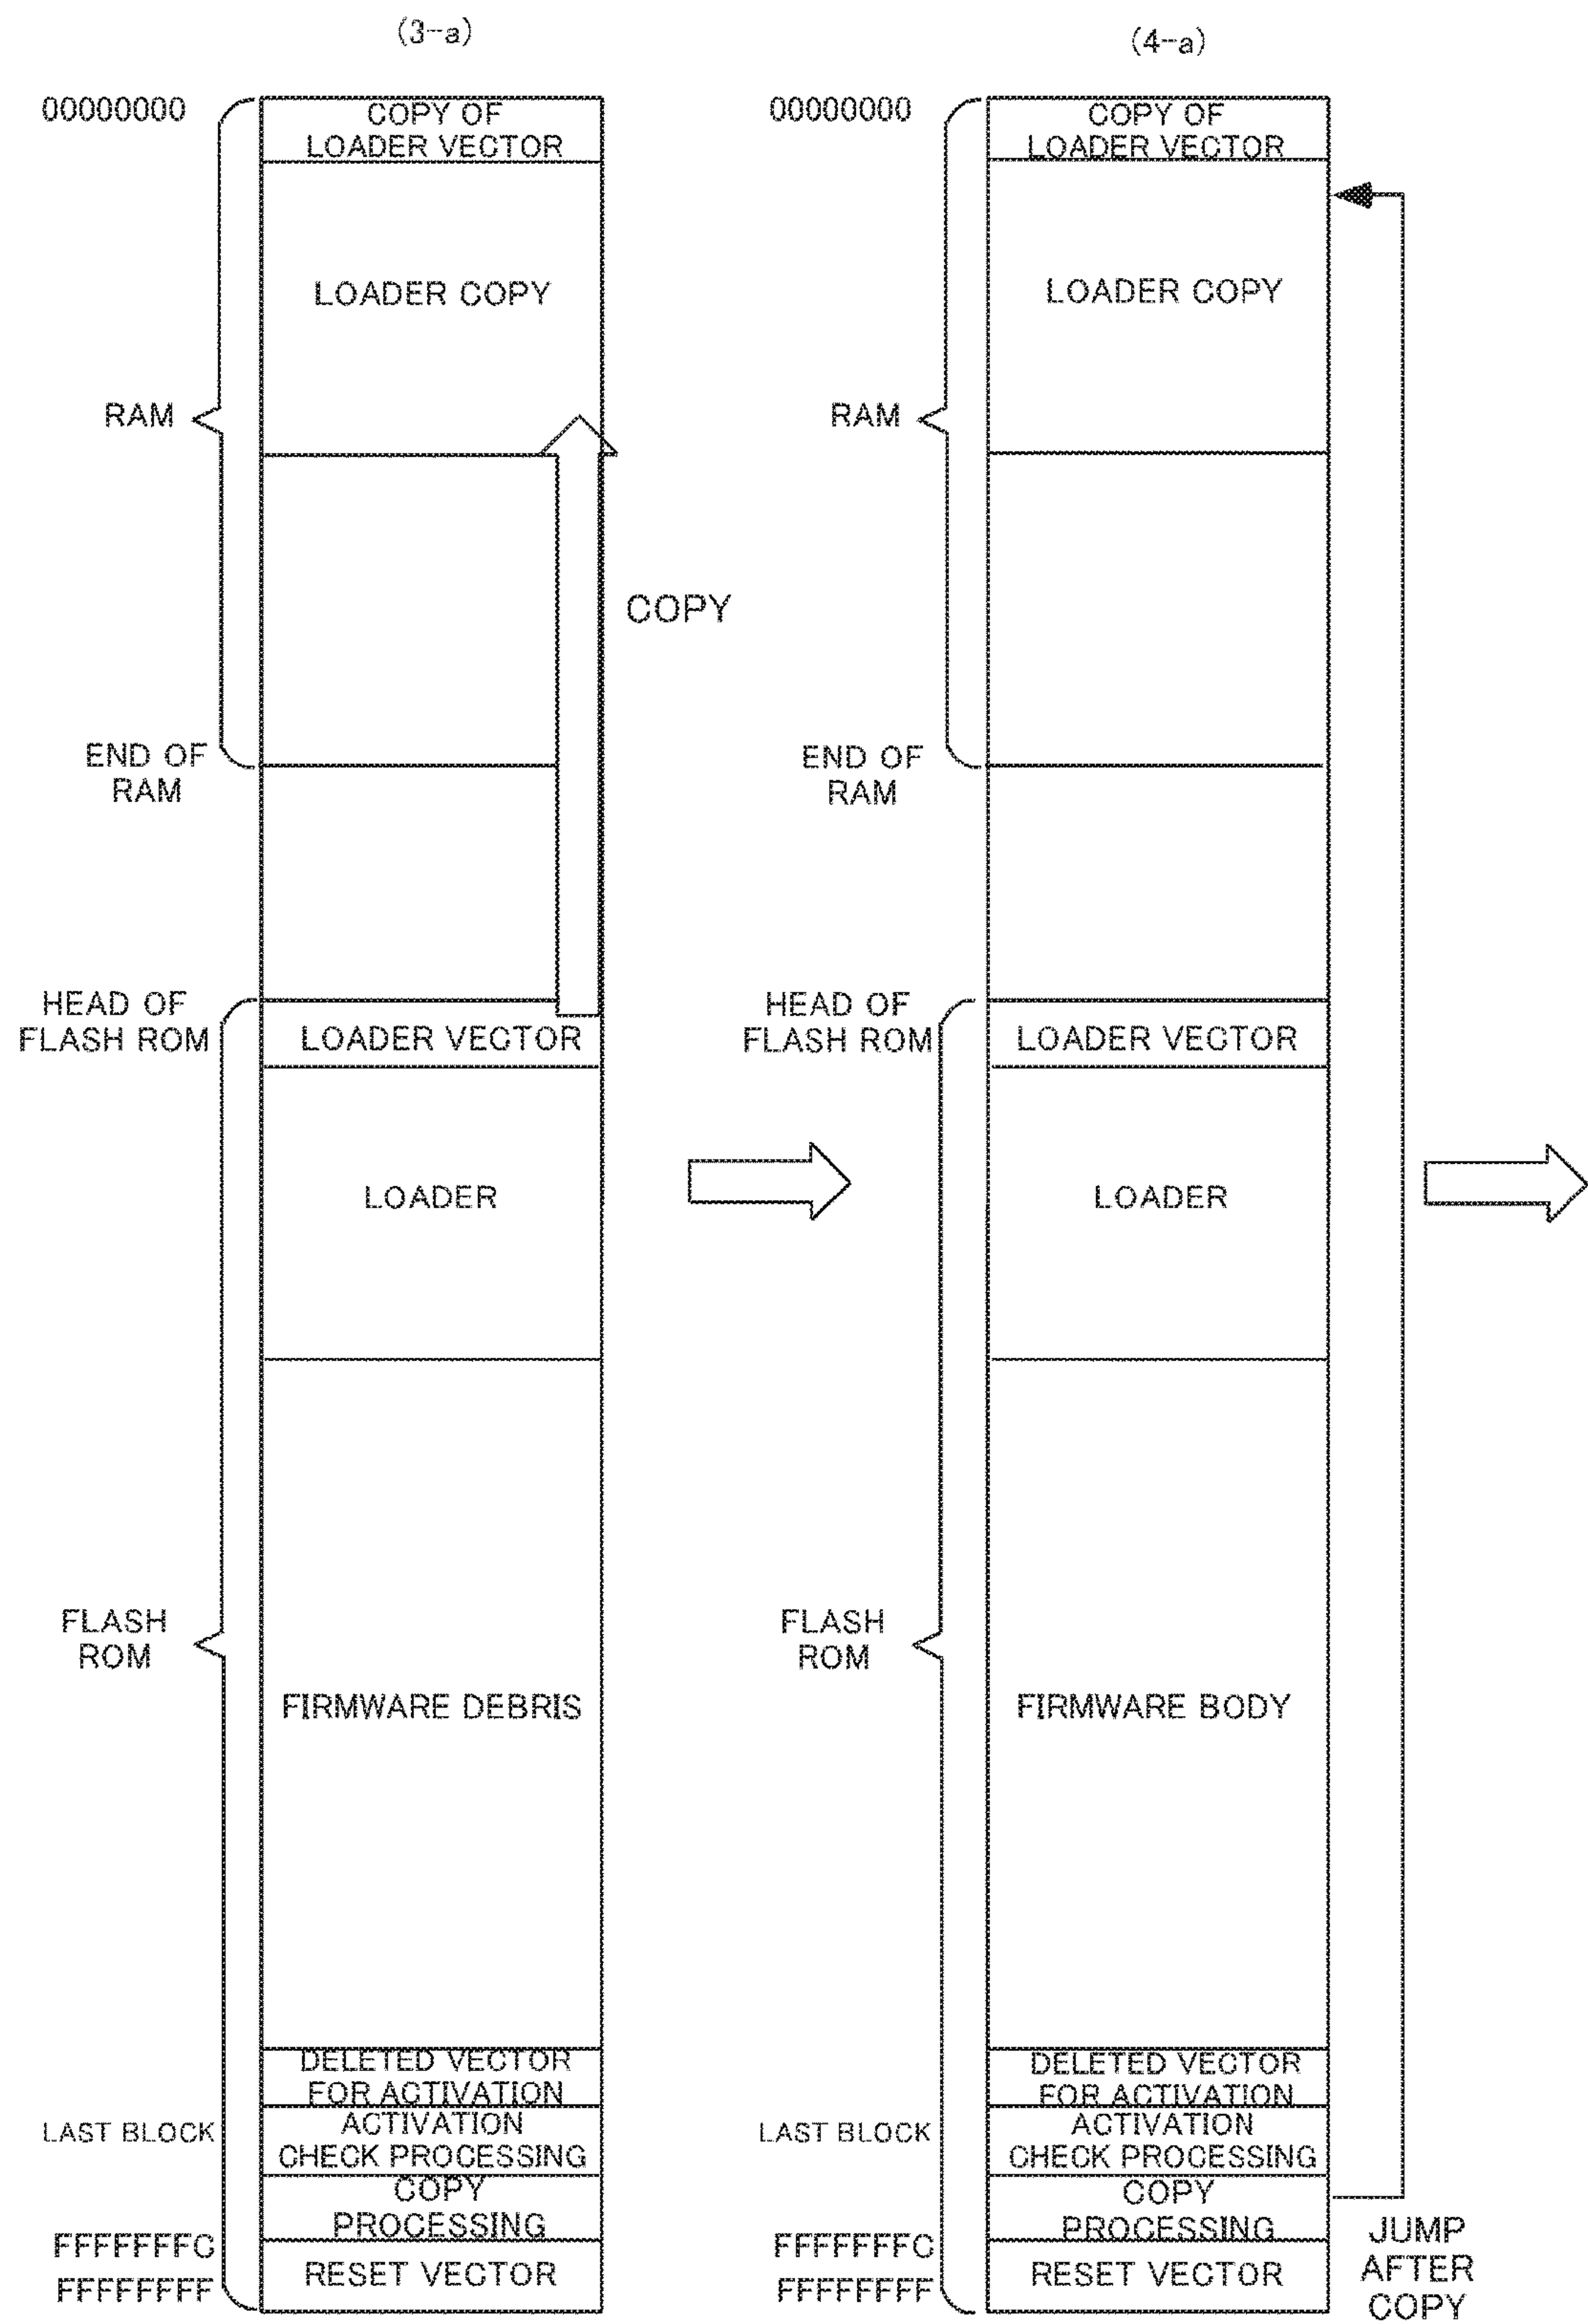 (3-a)
00000000
COPY OF
LOADER VECTOR
LOADER COPY
RAM
COPY
END OF
RAM
HEAD OF
FLASH ROM
LOADER VECTOR
LOADER
FLASH
ROM
FIRMWARE DEBRIS
DELETED VECTOR
FOR ACTIVATION
LAST BLOCK
ACTIVATION
CHECK PROCESSING
COPY
PROCESSING
FFFFFFFC
RESET VECTOR
FFFFFFFF
(4-a)
00000000
COPY OF
LOADER VECTOR
LOADER COPY
RAM
END OF
RAM
HEAD OF
FLASH ROM
LOADER VECTOR
LOADER
FLASH
ROM
FIRMWARE BODY
DELETED VECTOR
FOR ACTIVATION
LAST BLOCK
ACTIVATION
CHECK PROCESSING
COPY
PROCESSING
FFFFFFFC
RESET VECTOR
FFFFFFFF
JUMP
AFTER
COPY